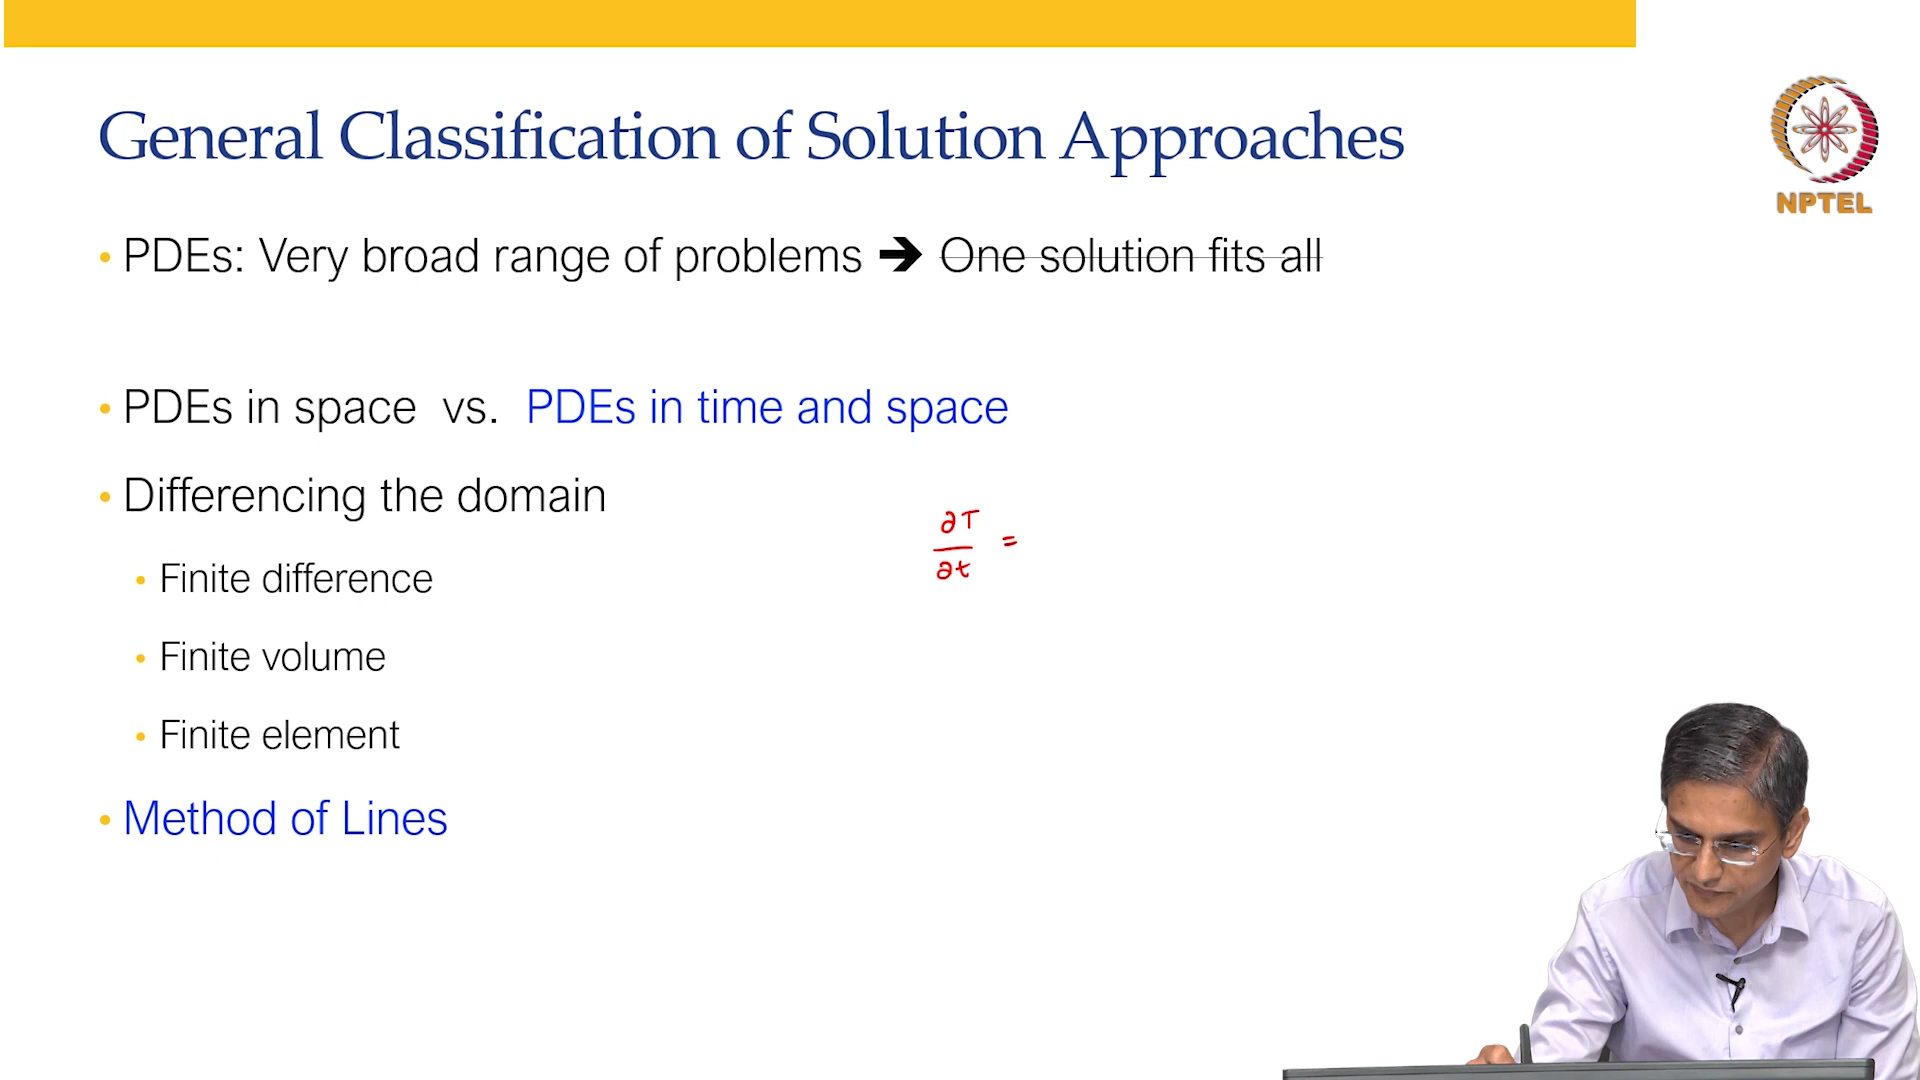 General Classification of Solution Approaches
NPTEL
• PDEs: Very broad range of problems ➔ One solution fits all
• PDEs in space vs. PDEs in time and space
• Differencing the domain
∂T
∂t =
• Finite difference
• Finite volume
• Finite element
• Method of Lines